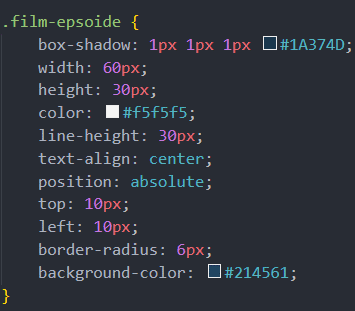 .film-epsoide {
box-shadow: 1px 1px 1px #1A374D;
width: 60px;
height: 30px;
color: #f5f5f5;
line-height: 30px;
text-align: center;
position: absolute;
top: 10px;
left: 10px;
border-radius: 6px;
background-color: #214561;
}